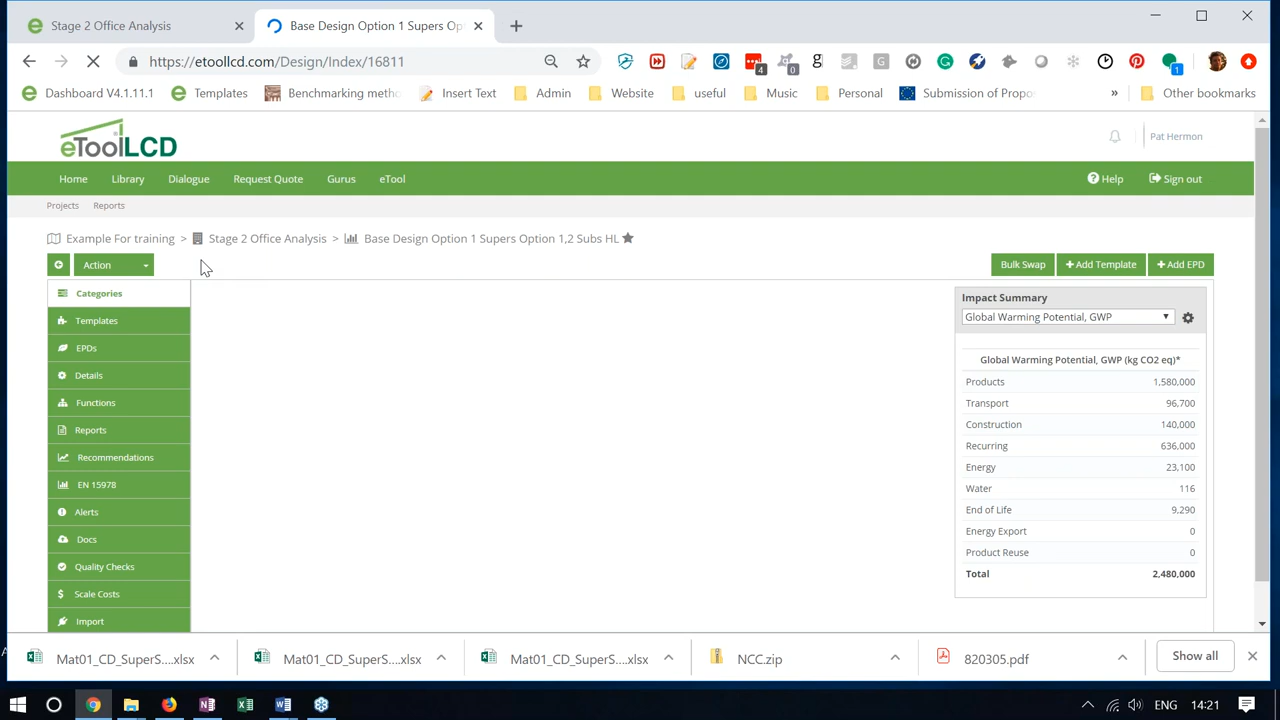 Stage 2 Office Analysis
Base Design Option 1 Supers Op
https://etoollcd.com/Design/Index/16811
4
0
1
Dashboard V4.1.11.1
Templates
Benchmarking metho
Insert Text
Admin
Website
useful
Music
Personal
Submission of Propo
»
Other bookmarks
eToolLCD
Pat Hermon
Home
Library
Dialogue
Request Quote
Gurus
eTool
Help
Sign out
Projects
Reports
Example For training > Stage 2 Office Analysis > Base Design Option 1 Supers Option 1,2 Subs HL
Action
Bulk Swap
+Add Template
+Add EPD
Categories
Templates
EPDs
Details
Functions
Reports
Recommendations
EN 15978
Alerts
Docs
Quality Checks
Scale Costs
Import
Impact Summary
Global Warming Potential, GWP
Global Warming Potential, GWP (kg CO2 eq)*
Products 1,580,000
Transport 96,700
Construction 140,000
Recurring 636,000
Energy 23,100
Water 116
End of Life 9,290
Energy Export 0
Product Reuse 0
Total 2,480,000
Mat01_CD_SuperS....xlsx
Mat01_CD_SuperS....xlsx
Mat01_CD_SuperS....xlsx
NCC.zip
820305.pdf
Show all
ENG
14:21